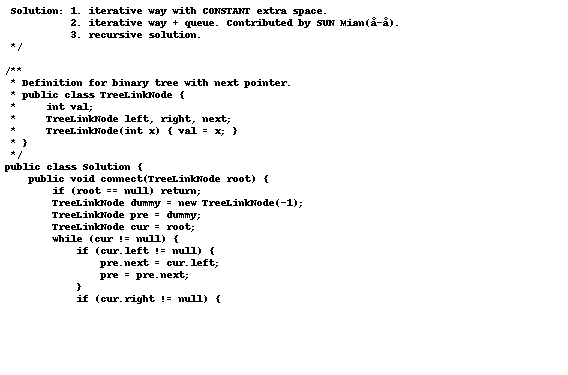 Solution: 1. iterative way with CONSTANT extra space.
2. iterative way + queue. Contributed by SUN Mian(å-å).
3. recursive solution.
*/
/**
* Definition for binary tree with next pointer.
* public class TreeLinkNode {
*     int val;
*     TreeLinkNode left, right, next;
*     TreeLinkNode(int x) { val = x; }
* }
*/
public class Solution {
    public void connect(TreeLinkNode root) {
        if (root == null) return;
        TreeLinkNode dummy = new TreeLinkNode(-1);
        TreeLinkNode pre = dummy;
        TreeLinkNode cur = root;
        while (cur != null) {
            if (cur.left != null) {
                pre.next = cur.left;
                pre = pre.next;
            }
            if (cur.right != null) {